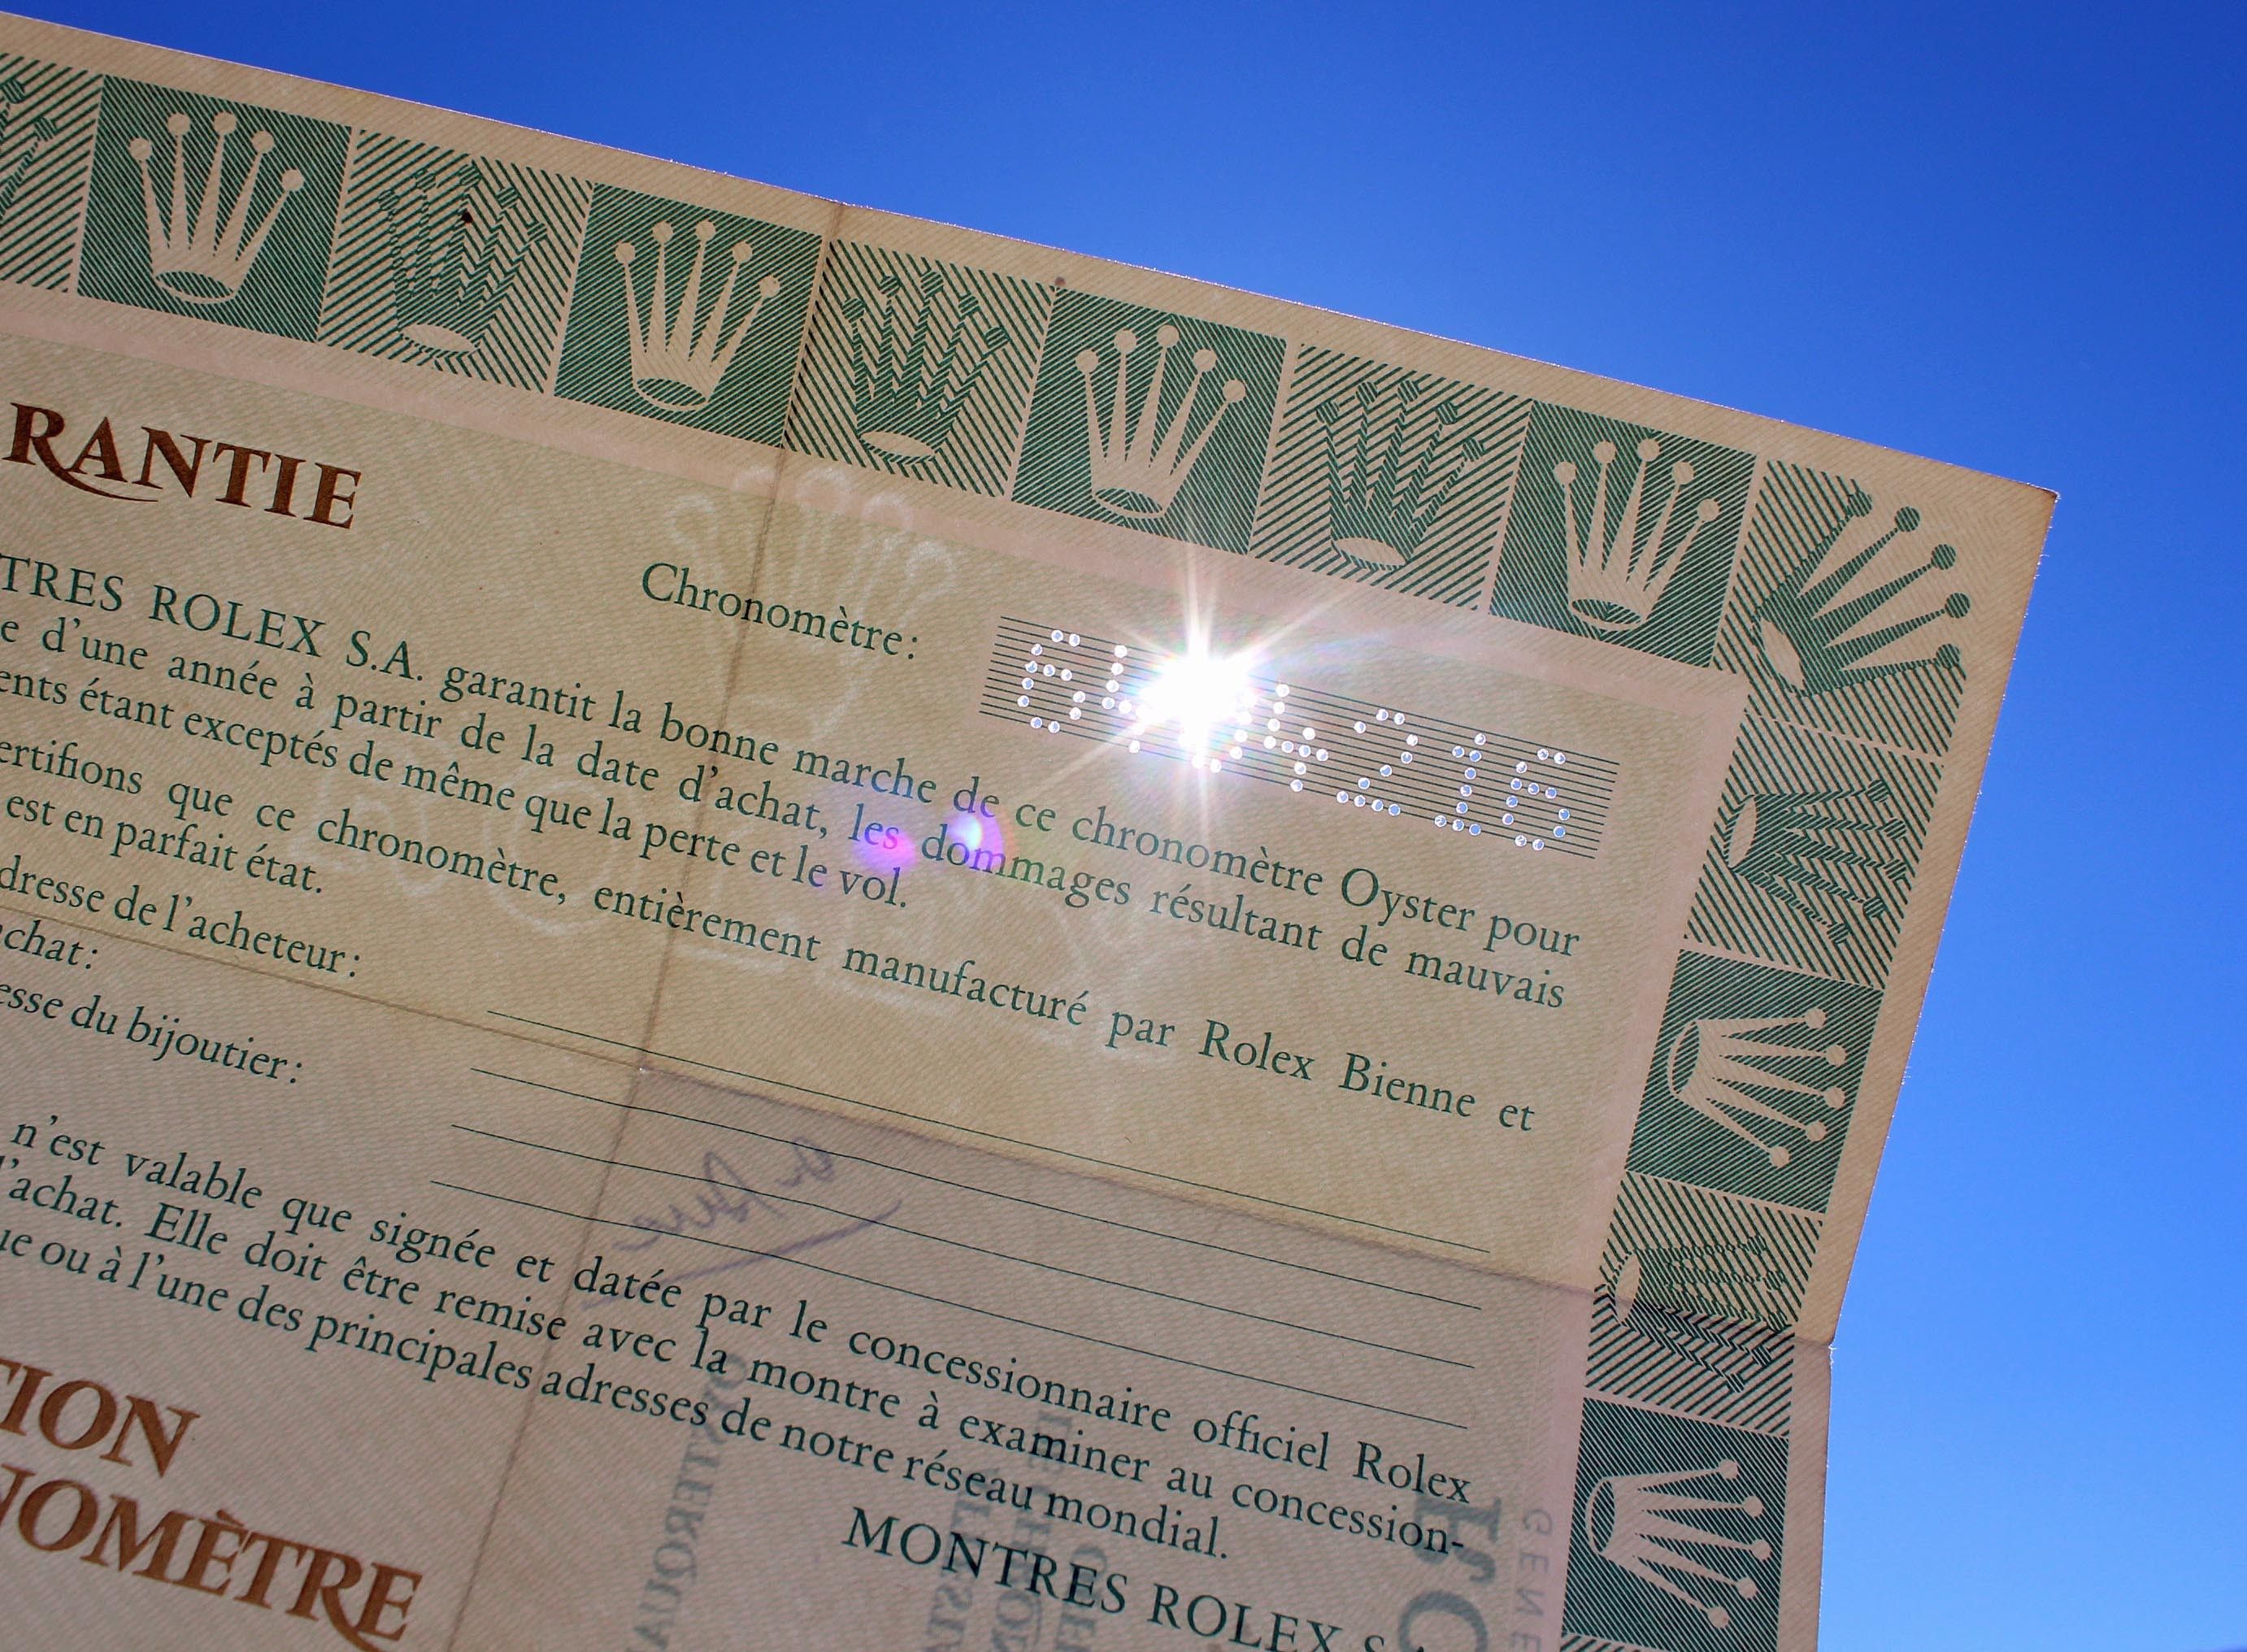 RANTIE
Chronomètre:
TRES ROLEX S.A. garantit la bonne marche de ce chronomètre Oyster pour
e d'une année à partir de la date d'achat, les dommages résultant de mauvais
ents étant exceptés de même que la perte et le vol.
ertifions que ce chronomètre, entièrement manufacturé par Rolex Bienne et
est en parfait état.
dresse de l'acheteur:
chat:
esse du bijoutier:
n'est valable que signée et datée par le concessionnaire officiel Rolex
l'achat. Elle doit être remise avec la montre à examiner au concession-
ue ou à l'une des principales adresses de notre réseau mondial.
MONTRES ROLEX S.A.
TION
NOMÈTRE